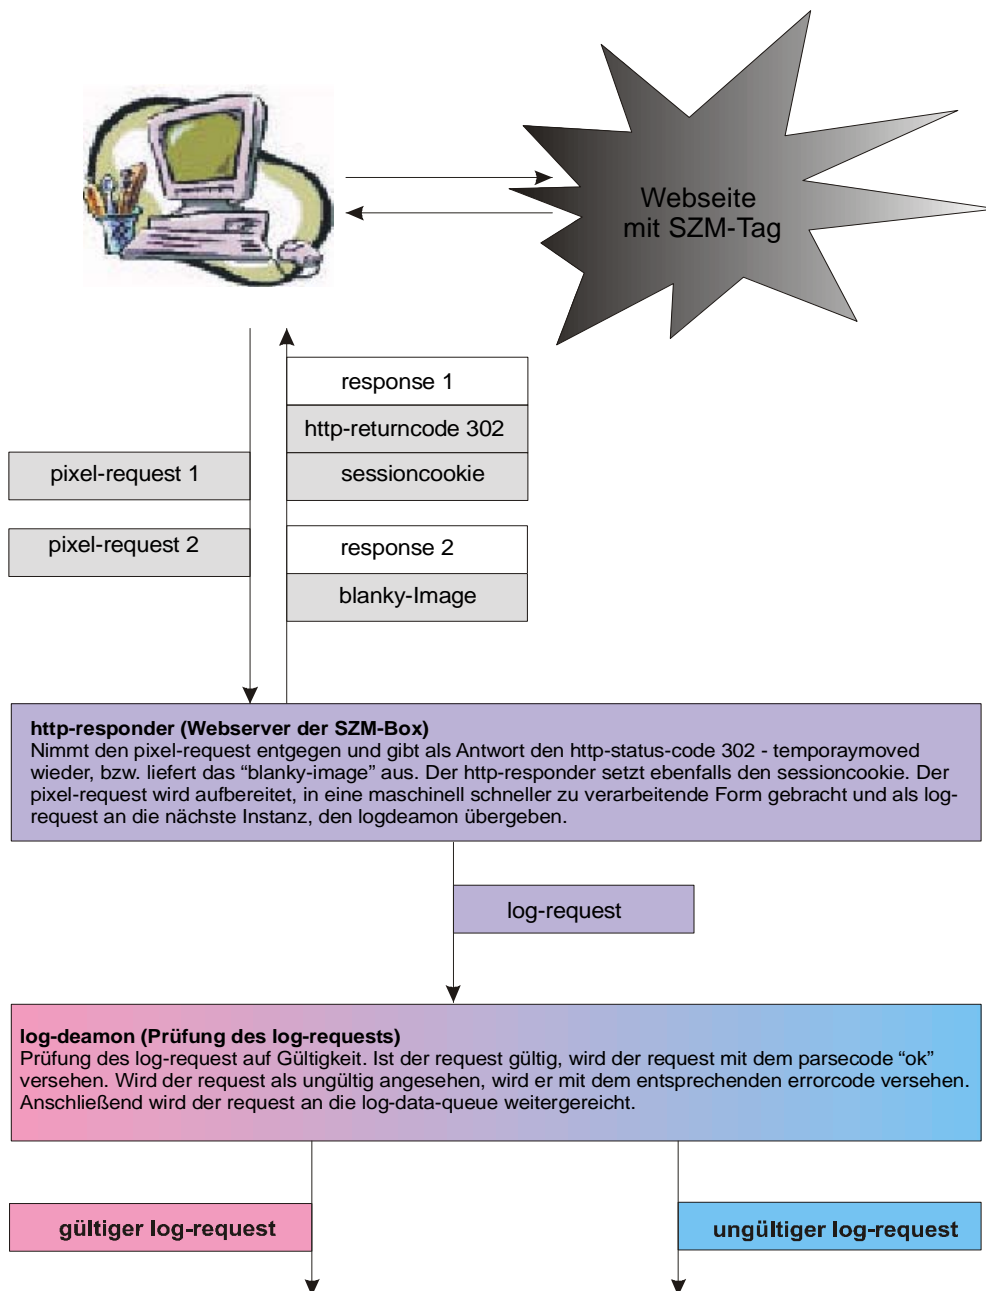 Webseite
mit SZM-Tag
response 1
http-returncode 302
pixel-request 1
sessioncookie
pixel-request 2
response 2
blanky-Image
http-responder (Webserver der SZM-Box)
Nimmt den pixel-request entgegen und gibt als Antwort den http-status-code 302 - temporaymoved
wieder, bzw. liefert das “blanky-image” aus. Der http-responder setzt ebenfalls den sessioncookie. Der
pixel-request wird aufbereitet, in eine maschinell schneller zu verarbeitende Form gebracht und als log-
request an die nächste Instanz, den logdeamon übergeben.
log-request
log-deamon (Prüfung des log-requests)
Prüfung des log-request auf Gültigkeit. Ist der request gültig, wird der request mit dem parsecode “ok”
versehen. Wird der request als ungültig angesehen, wird er mit dem entsprechenden errorcode versehen.
Anschließend wird der request an die log-data-queue weitergereicht.
gültiger log-request
ungültiger log-request